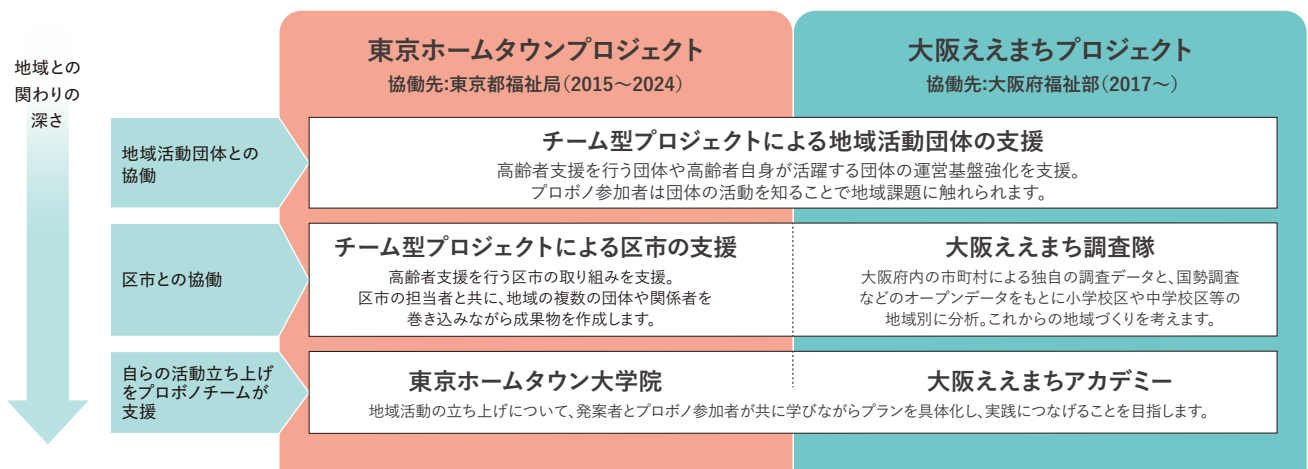 地域との
関わりの
深さ
東京ホームタウンプロジェクト
協働先:東京都福祉局(2015〜2024)
大阪ええまちプロジェクト
協働先:大阪府福祉部(2017〜)
地域活動団体との
協働
チーム型プロジェクトによる地域活動団体の支援
高齢者支援を行う団体や高齢者自身が活躍する団体の運営基盤強化を支援。
プロボノ参加者は団体の活動を知ることで地域課題に触れられます。
区市との協働
チーム型プロジェクトによる区市の支援
高齢者支援を行う区市の取り組みを支援。
区市の担当者と共に、地域の複数の団体や関係者を
巻き込みながら成果物を作成します。
大阪ええまち調査隊
大阪府内の市町村による独自の調査データと、国勢調査
などのオープンデータをもとに小学校区や中学校区等の
地域別に分析。これからの地域づくりを考えます。
自らの活動立ち上げ
をプロボノチームが
支援
東京ホームタウン大学院
大阪ええまちアカデミー
地域活動の立ち上げについて、発案者とプロボノ参加者が共に学びながらプランを具体化し、実践につなげることを目指します。